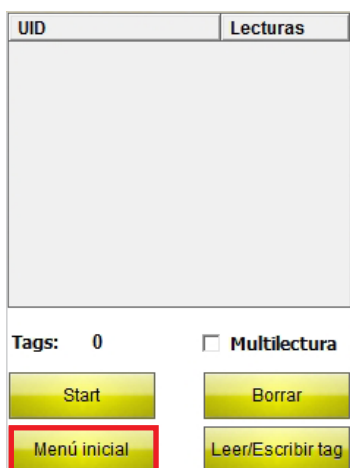 UID Lecturas
Tags: 0 Multilectura
Start Borrar
Menú inicial Leer/Escribir tag